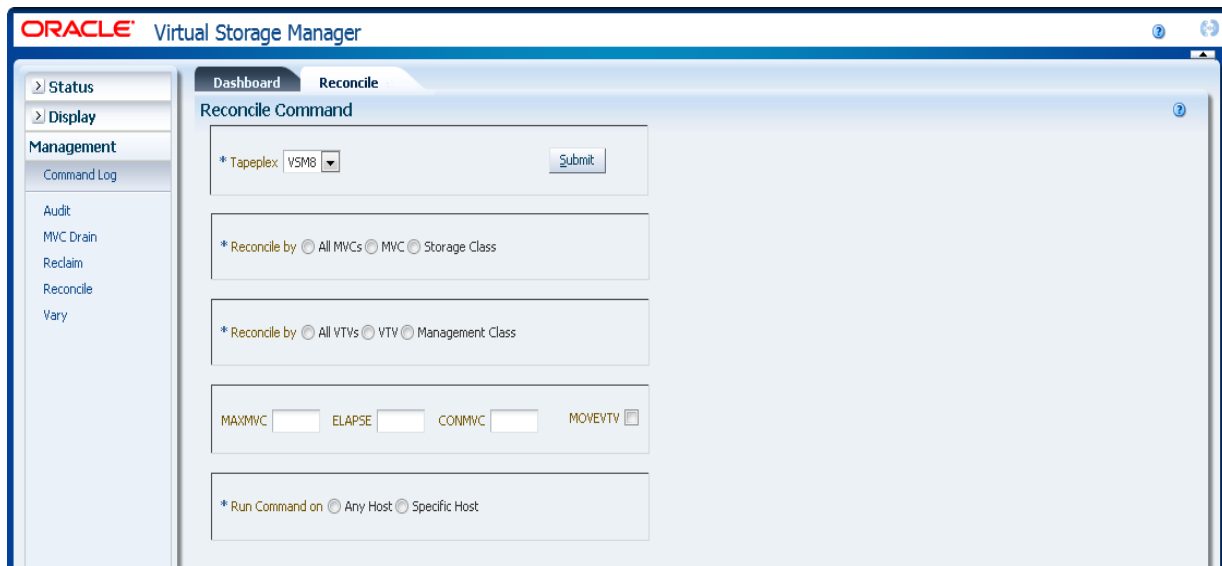 ORACLE Virtual Storage Manager
Status
Display
Management
Command Log
Audit
MVC Drain
Reclaim
Reconcile
Vary
Dashboard Reconcile
Reconcile Command
* Tapeplex VSM8 Submit
* Reconcile by All MVCs MVC Storage Class
* Reconcile by All VTVs VTV Management Class
MAXMVC ELAPSE CONMVC MOVEVTV
* Run Command on Any Host Specific Host